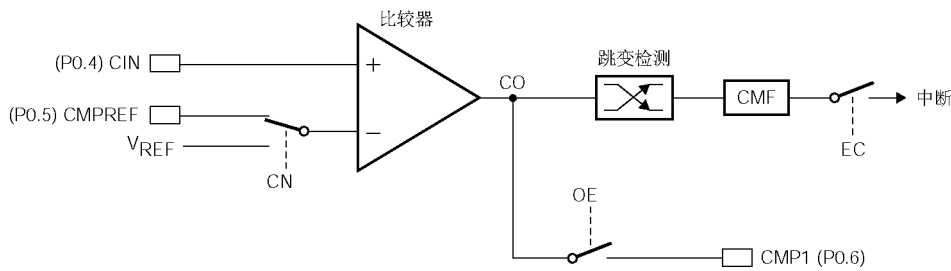 比较器
(P0.4) CIN
+
CO
跳变检测
CMF
中断
(P0.5) CMPREF
−
VREF
CN
EC
OE
CMP1 (P0.6)